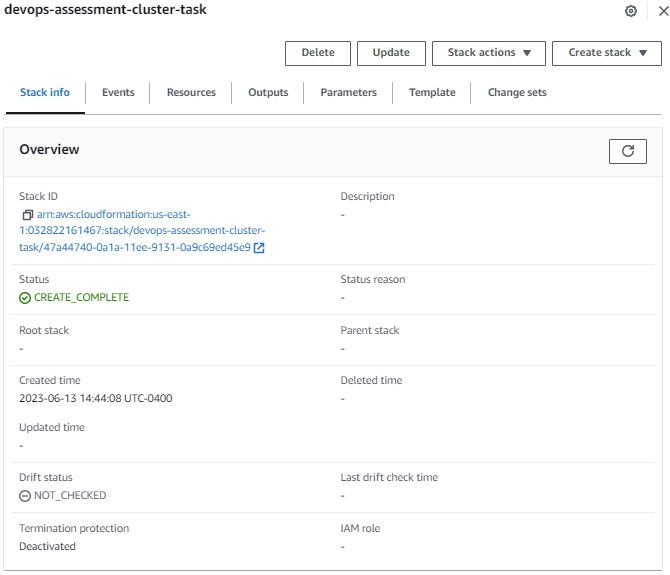 devops-assessment-cluster-task
Delete Update Stack actions Create stack
Stack info Events Resources Outputs Parameters Template Change sets
Overview
Stack ID
arn:aws:cloudformation:us-east-
1:032822161467:stack/devops-assessment-cluster-
task/47a44740-0a1a-11ee-9131-0a9c69ed45e9
Description
-
Status
CREATE_COMPLETE
Status reason
-
Root stack
-
Parent stack
-
Created time
2023-06-13 14:44:08 UTC-0400
Deleted time
-
Updated time
-
Drift status
NOT_CHECKED
Last drift check time
-
Termination protection
Deactivated
IAM role
-